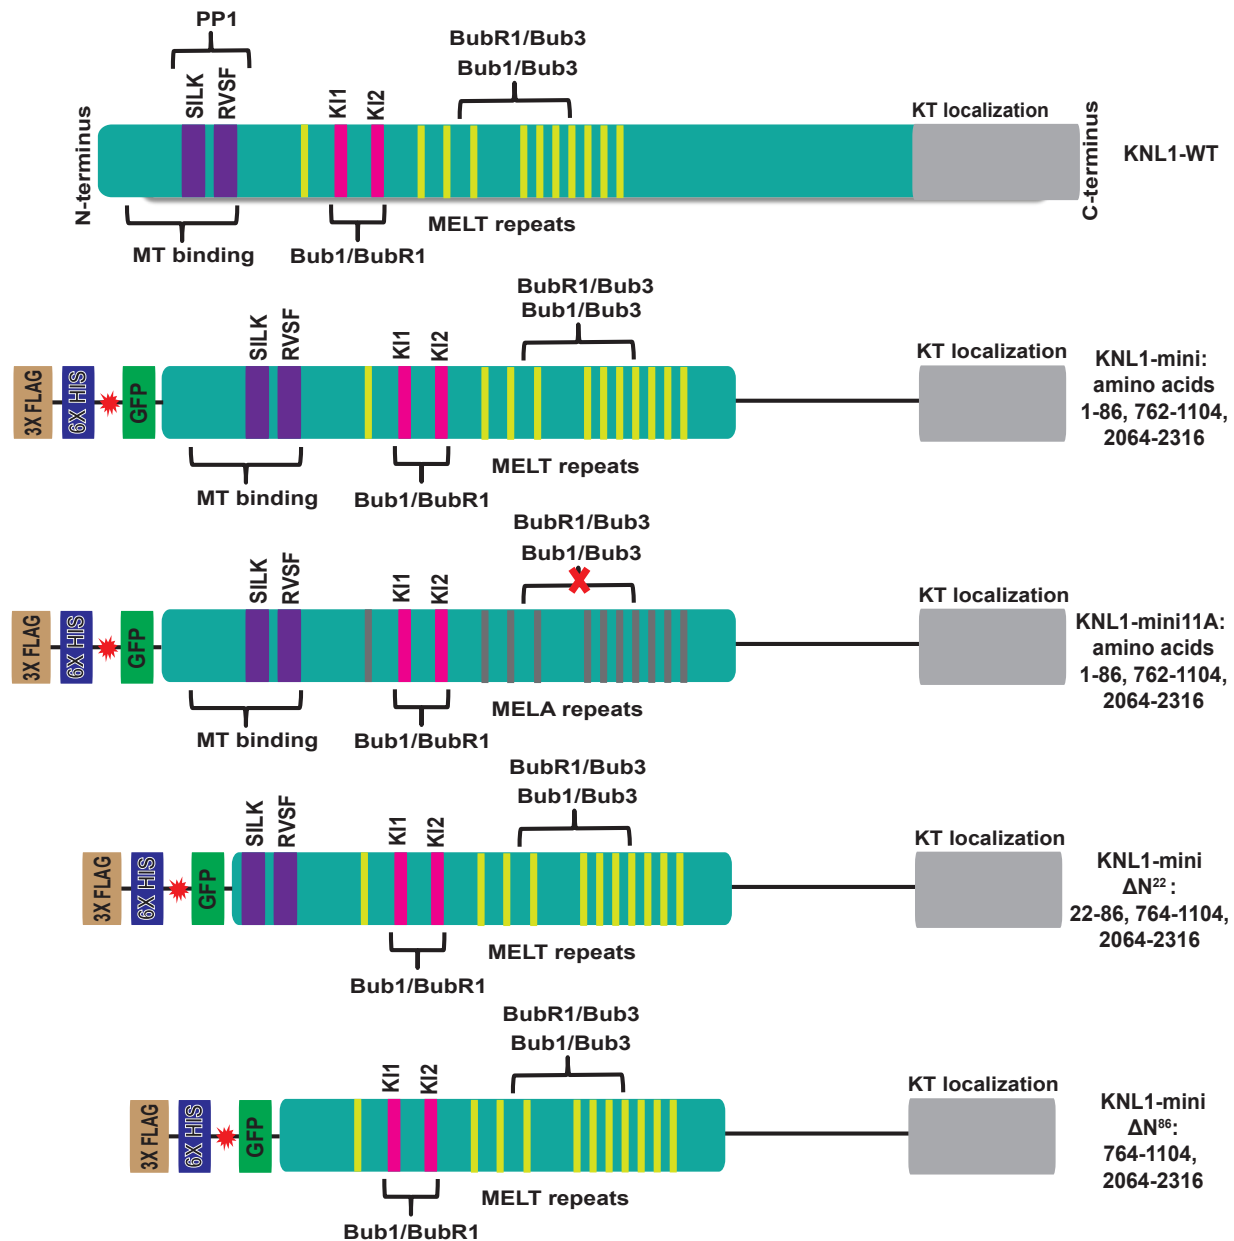 PP1
BubR1/Bub3
Bub1/Bub3
SILK
RVSF
KI1
KI2
N-terminus
KT localization
C-terminus
KNL1-WT
MT binding
Bub1/BubR1
MELT repeats
BubR1/Bub3
Bub1/Bub3
SILK
RVSF
KI1
KI2
KT localization
3X FLAG
6X HIS
GFP
KNL1-mini:
amino acids
1-86, 762-1104,
2064-2316
MT binding
Bub1/BubR1
MELT repeats
BubR1/Bub3
Bub1/Bub3
SILK
RVSF
KI1
KI2
KT localization
3X FLAG
6X HIS
GFP
KNL1-mini11A:
amino acids
1-86, 762-1104,
2064-2316
MT binding
Bub1/BubR1
MELA repeats
BubR1/Bub3
Bub1/Bub3
SILK
RVSF
KI1
KI2
KT localization
3X FLAG
6X HIS
GFP
KNL1-mini
ΔN²² :
22-86, 764-1104,
2064-2316
MELT repeats
Bub1/BubR1
BubR1/Bub3
Bub1/Bub3
KI1
KI2
KT localization
3X FLAG
6X HIS
GFP
KNL1-mini
ΔN⁸⁶:
764-1104,
2064-2316
MELT repeats
Bub1/BubR1